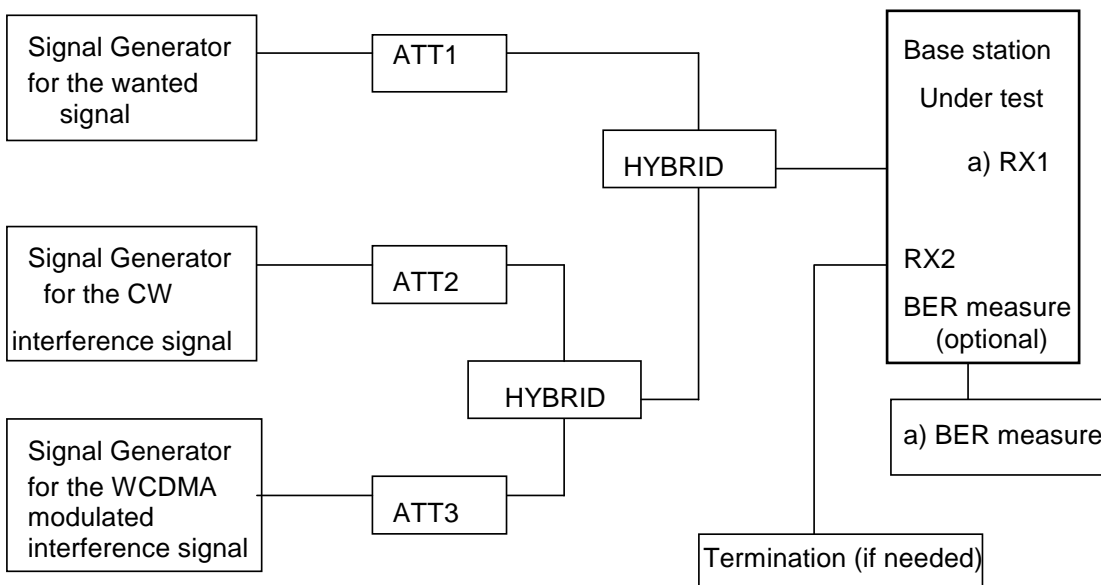 Signal Generator
for the wanted
signal
ATT1
HYBRID
Base station
Under test
a) RX1
RX2
BER measure
(optional)
Signal Generator
for the CW
interference signal
ATT2
HYBRID
a) BER measure
Signal Generator
for the WCDMA
modulated
interference signal
ATT3
Termination (if needed)